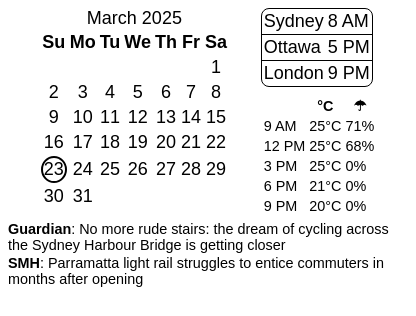 March 2025
Su Mo Tu We Th Fr Sa
1
2 3 4 5 6 7 8
9 10 11 12 13 14 15
16 17 18 19 20 21 22
23 24 25 26 27 28 29
30 31
Sydney 8 AM
Ottawa 5 PM
London 9 PM
°C ☂
9 AM 25°C 71%
12 PM 25°C 68%
3 PM 25°C 0%
6 PM 21°C 0%
9 PM 20°C 0%
Guardian: No more rude stairs: the dream of cycling across
the Sydney Harbour Bridge is getting closer
SMH: Parramatta light rail struggles to entice commuters in
months after opening